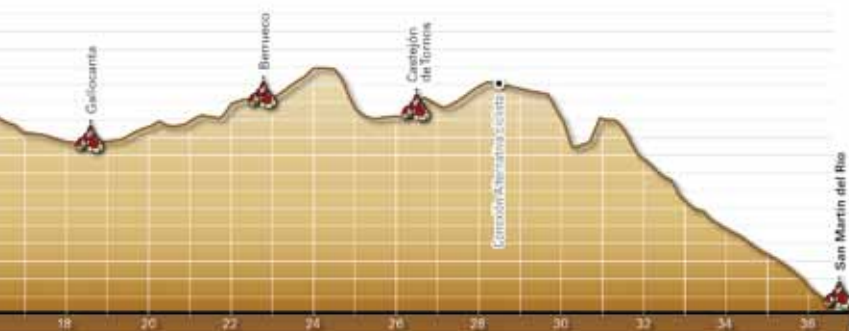 Gallocanta
Berrueco
Castejón
de Tornos
Conexión Alternativa ciclista
San Martín del Río
18 20 22 24 26 28 30 32 34 36